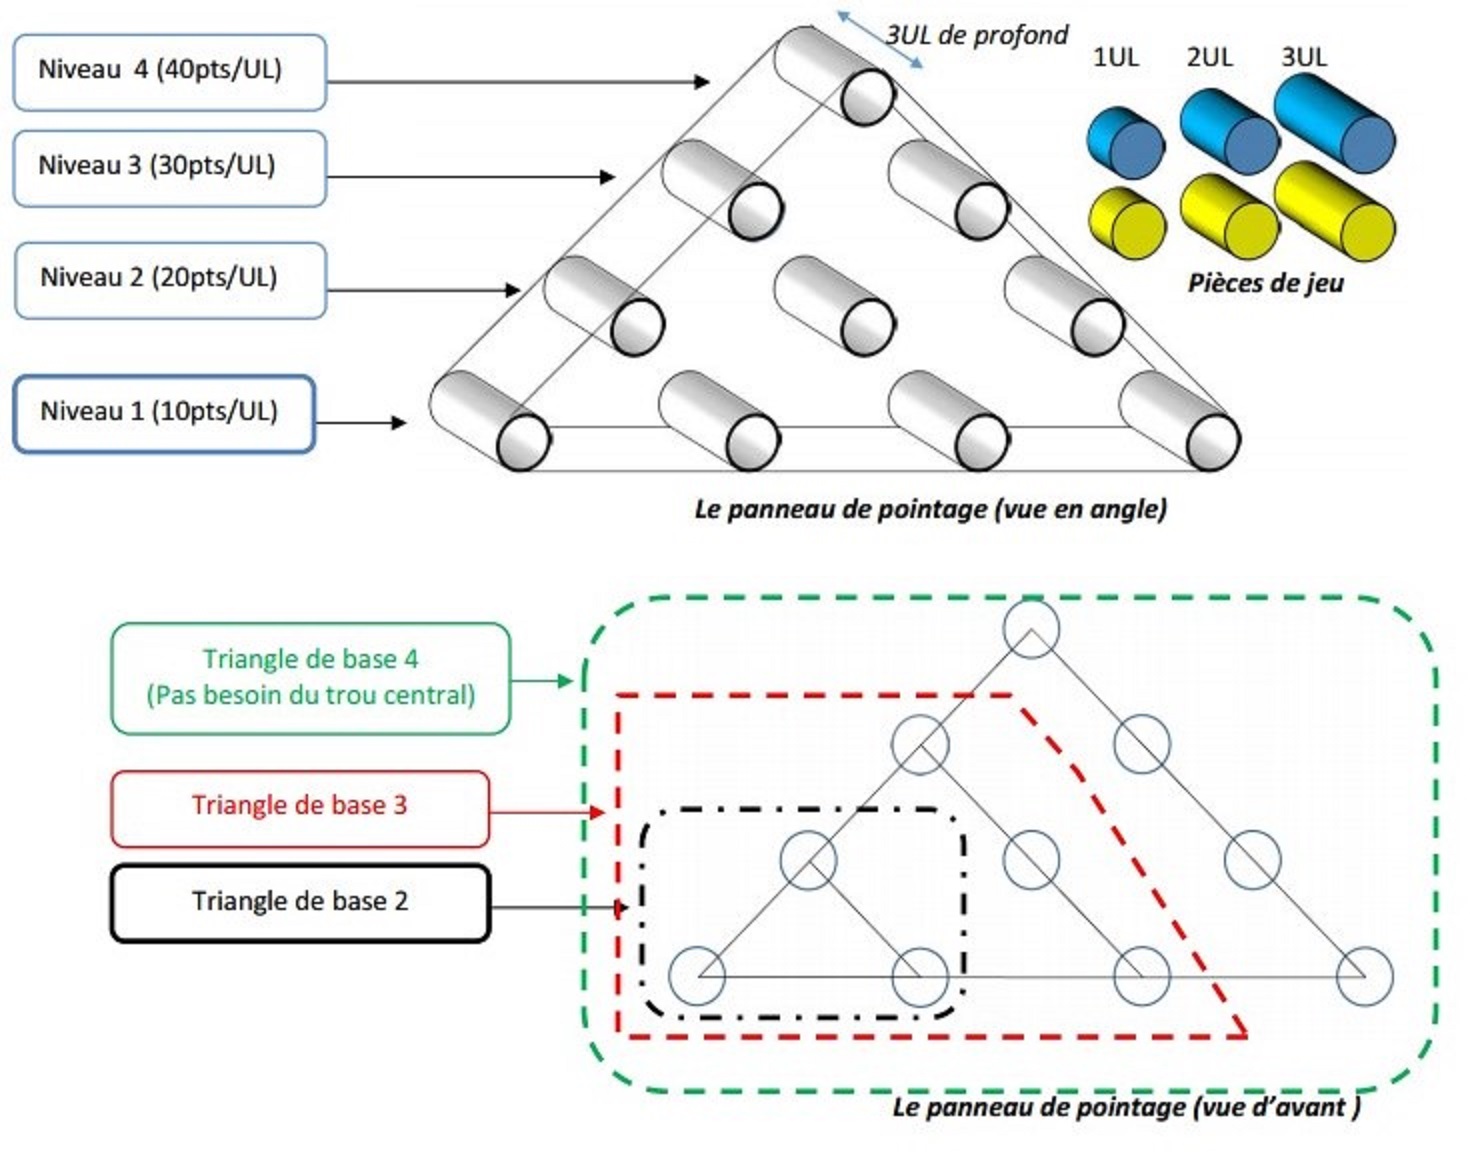 3UL de profond
1UL 2UL 3UL
Niveau 4 (40pts/UL)
Niveau 3 (30pts/UL)
Niveau 2 (20pts/UL)
Pièces de jeu
Niveau 1 (10pts/UL)
Le panneau de pointage (vue en angle)
Triangle de base 4
(Pas besoin du trou central)
Triangle de base 3
Triangle de base 2
Le panneau de pointage (vue d’avant )